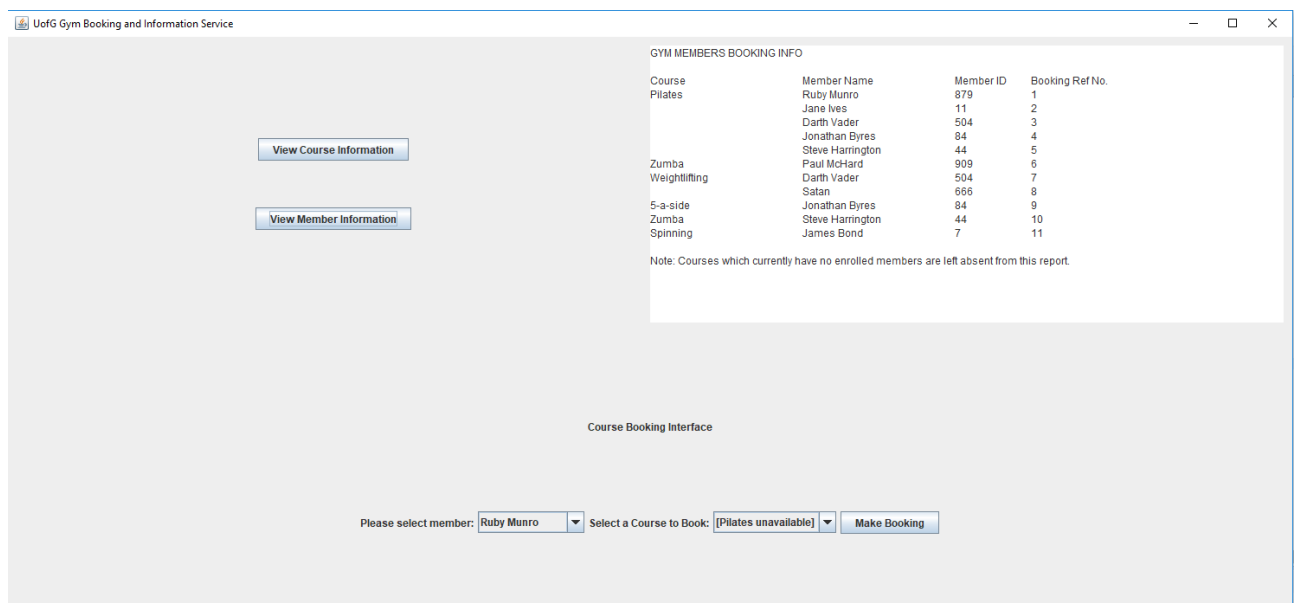 UofG Gym Booking and Information Service
View Course Information
View Member Information
GYM MEMBERS BOOKING INFO
Course Member Name Member ID Booking Ref No.
Pilates Ruby Munro 879 1
Jane Ives 11 2
Darth Vader 504 3
Jonathan Byres 84 4
Steve Harrington 44 5
Zumba Paul McHard 909 6
Weightlifting Darth Vader 504 7
Satan 666 8
5-a-side Jonathan Byres 84 9
Zumba Steve Harrington 44 10
Spinning James Bond 7 11
Note: Courses which currently have no enrolled members are left absent from this report.
Course Booking Interface
Please select member: Ruby Munro Select a Course to Book: [Pilates unavailable] Make Booking